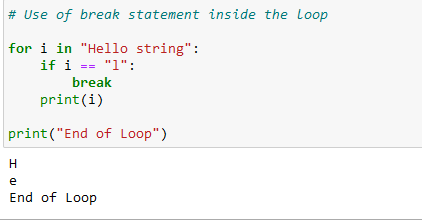 # Use of break statement inside the loop
for i in "Hello string":
    if i == "l":
        break
    print(i)
print("End of Loop")
H
e
End of Loop